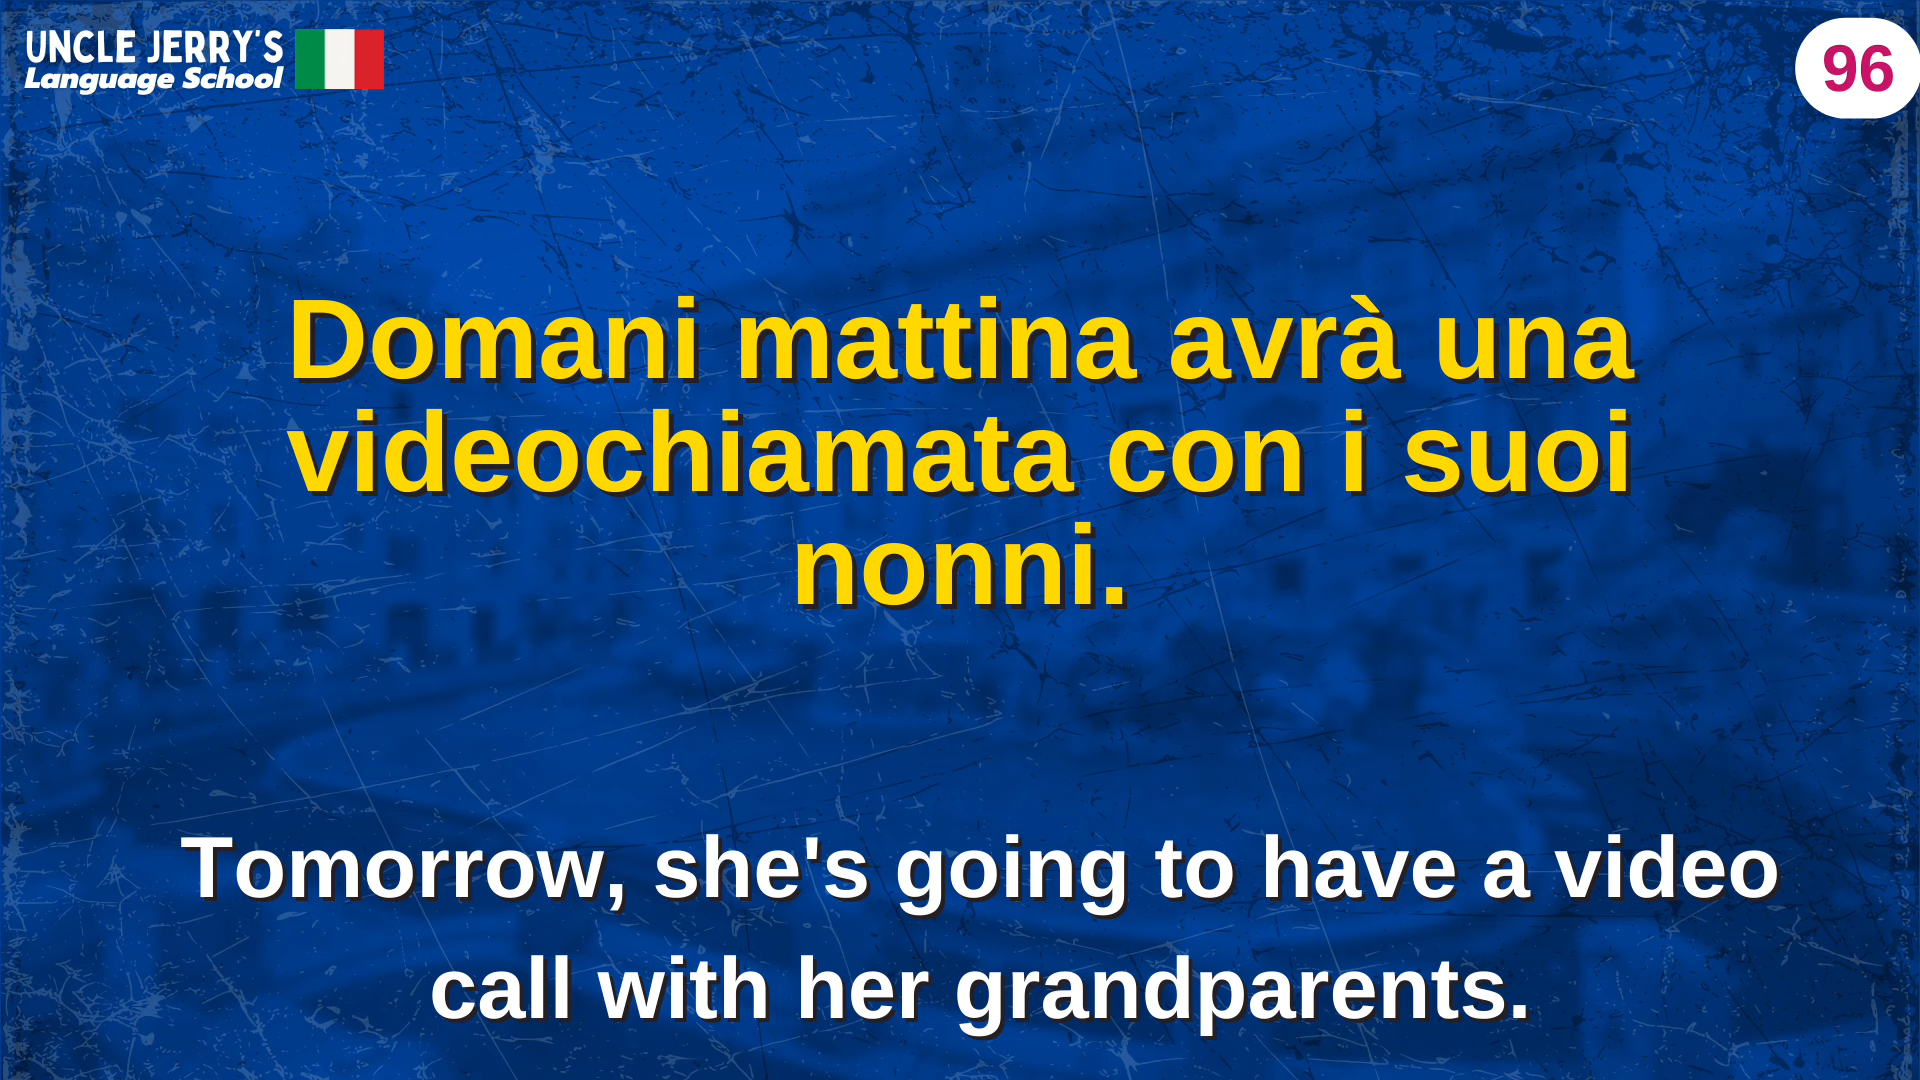 UNCLE JERRY'S
Language School
96
Domani mattina avrà una
videochiamata con i suoi
nonni.
Tomorrow, she's going to have a video
call with her grandparents.